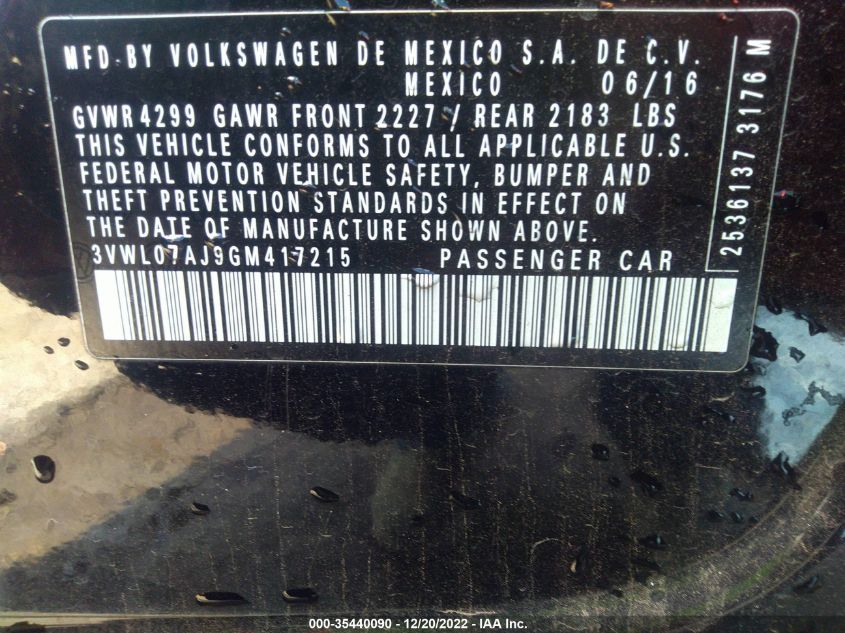 MFD BY VOLKSWAGEN DE MEXICO S.A. DE C.V.
MEXICO 06/16
GVWR 4299 GAWR FRONT 2227 / REAR 2183 LBS
THIS VEHICLE CONFORMS TO ALL APPLICABLE U.S.
FEDERAL MOTOR VEHICLE SAFETY, BUMPER AND
THEFT PREVENTION STANDARDS IN EFFECT ON
THE DATE OF MANUFACTURE SHOWN ABOVE.
3VWL07AJ9GM417215 PASSENGER CAR
2536137 3176 M
000-35440090 - 12/20/2022 - IAA Inc.